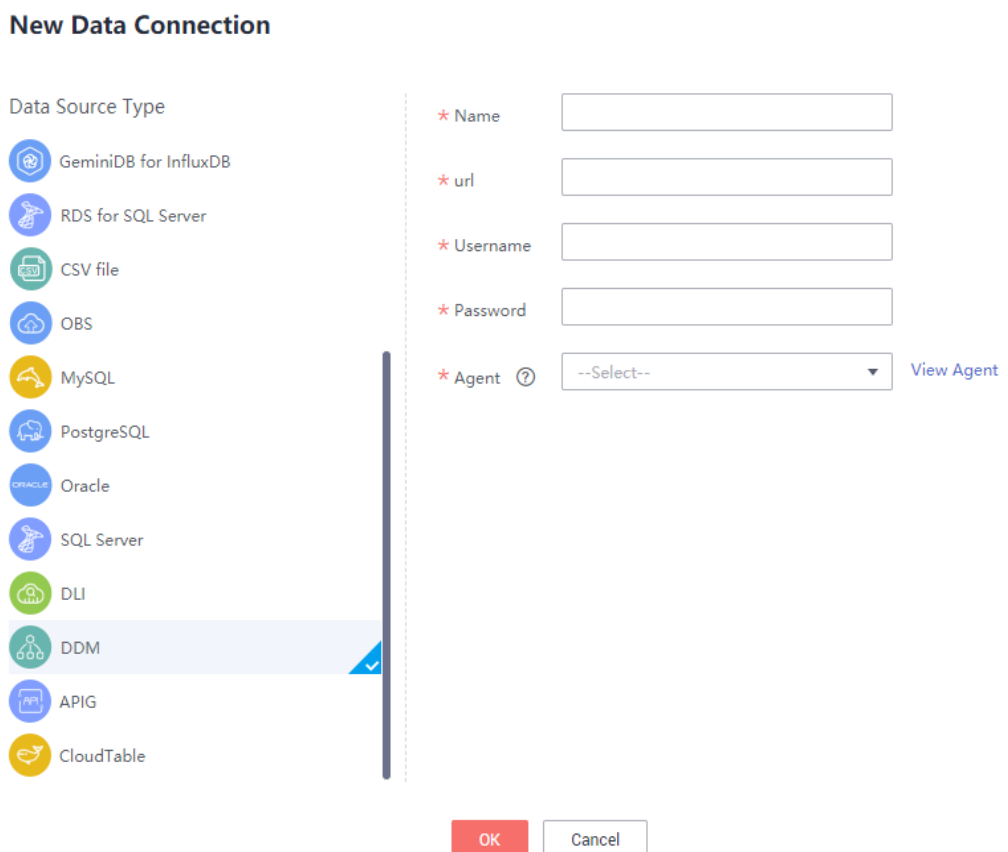 New Data Connection
Data Source Type
GeminiDB for InfluxDB
RDS for SQL Server
CSV
CSV file
OBS
MySQL
PostgreSQL
ORACLE
Oracle
SQL Server
DLI
DDM
API
APIG
CloudTable
* Name
* url
* Username
* Password
* Agent ?
--Select--
View Agent
OK
Cancel